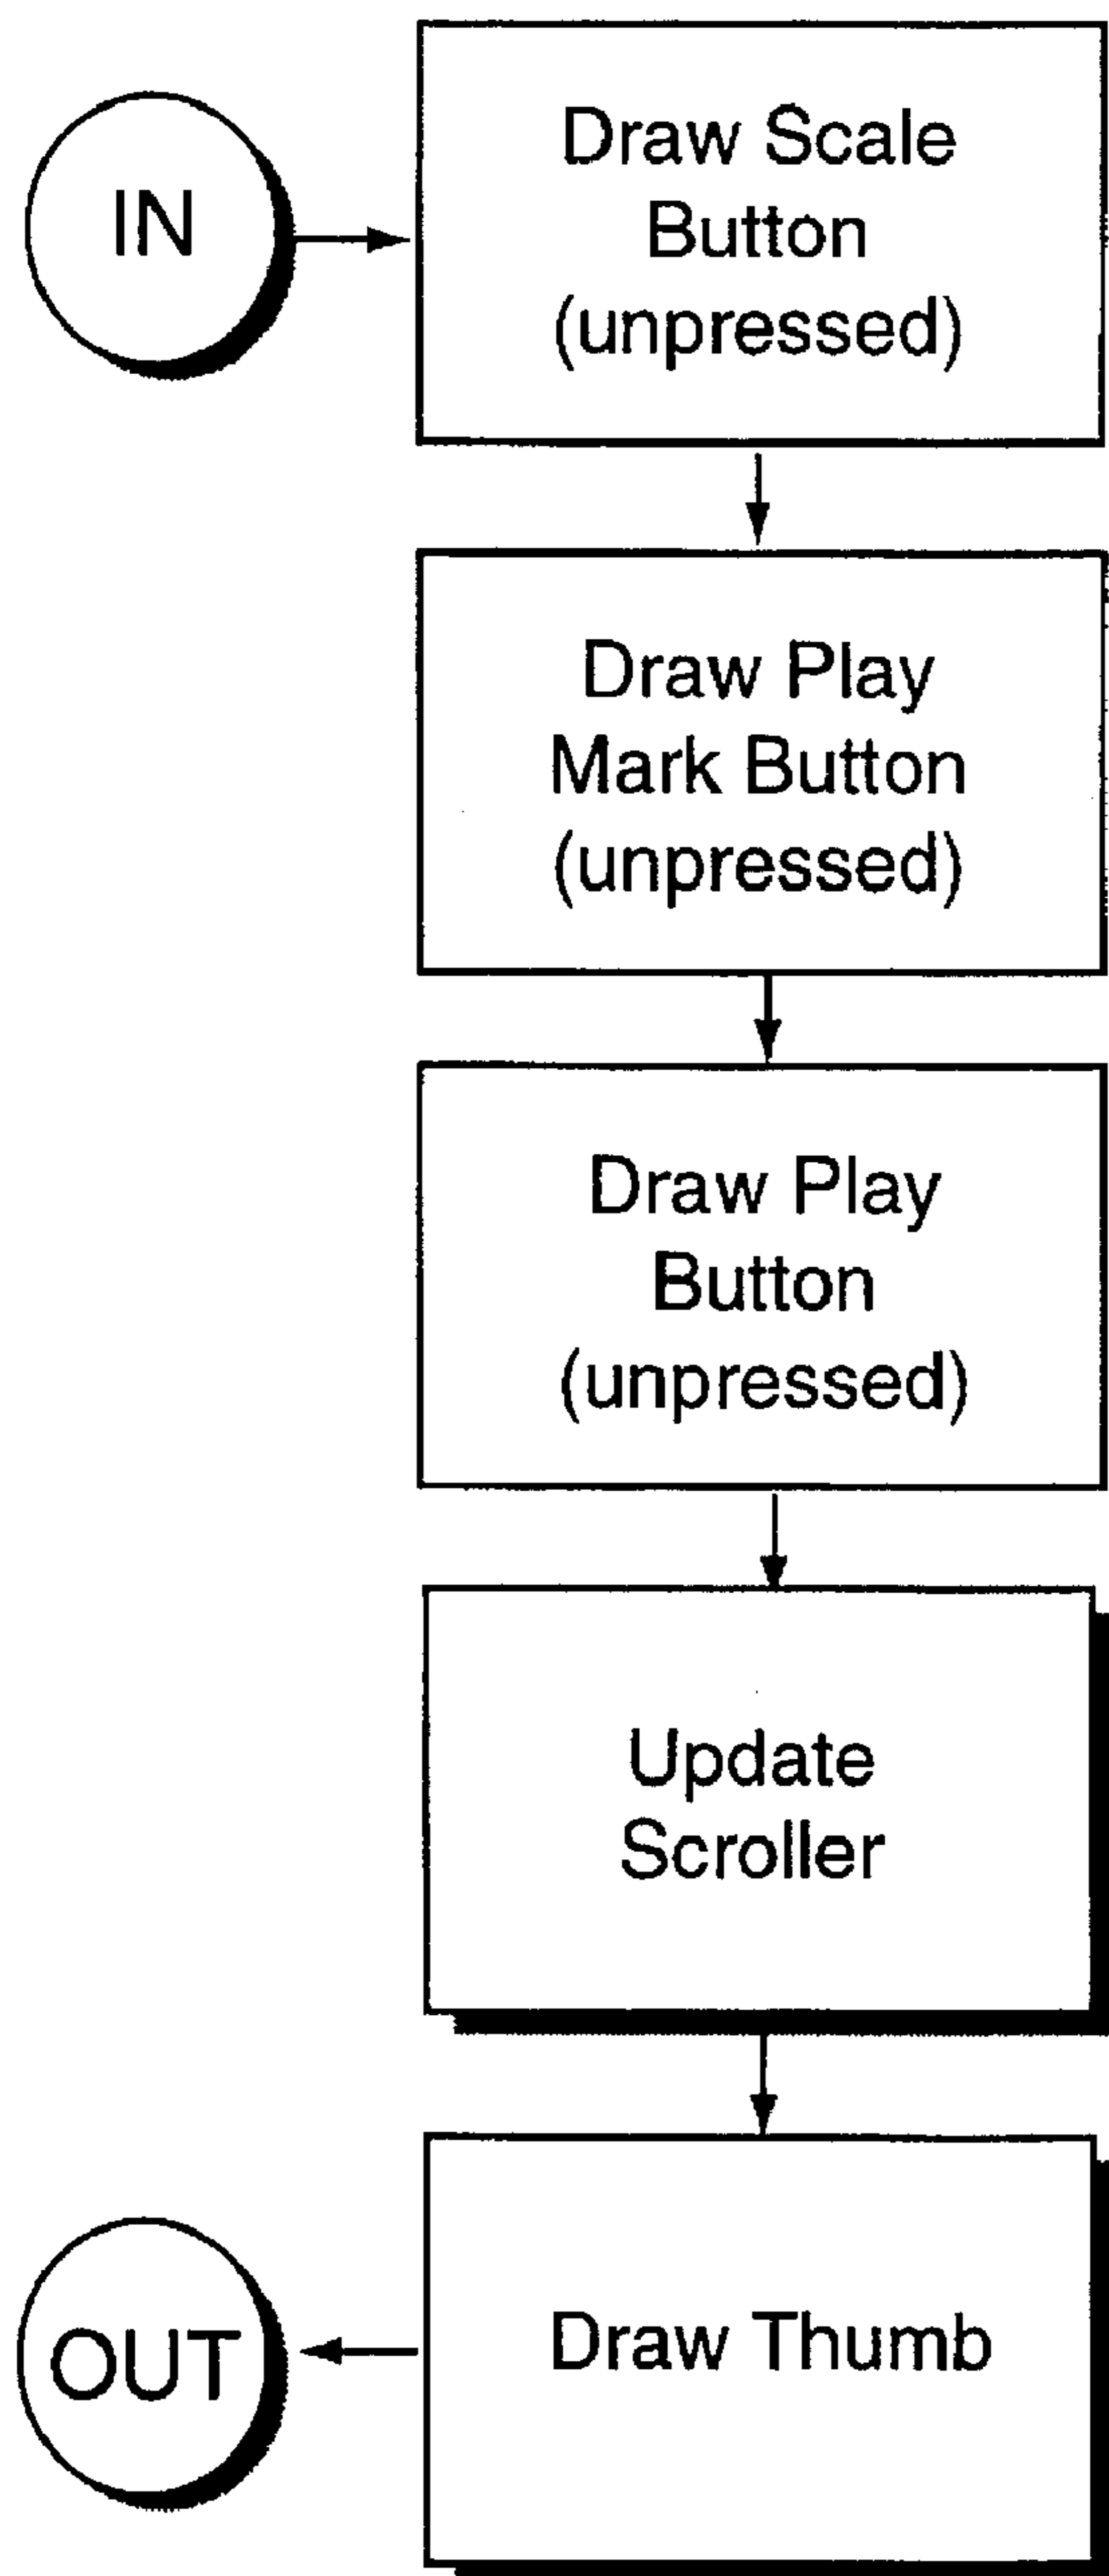 IN
Draw Scale
Button
(unpressed)
Draw Play
Mark Button
(unpressed)
Draw Play
Button
(unpressed)
Update
Scroller
Draw Thumb
OUT